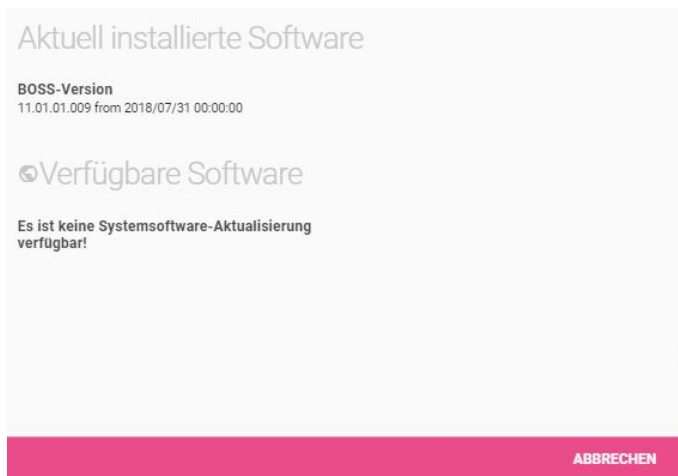 Aktuell installierte Software
BOSS-Version
11.01.01.009 from 2018/07/31 00:00:00
Verfügbare Software
Es ist keine Systemsoftware-Aktualisierung
verfügbar!
ABBRECHEN